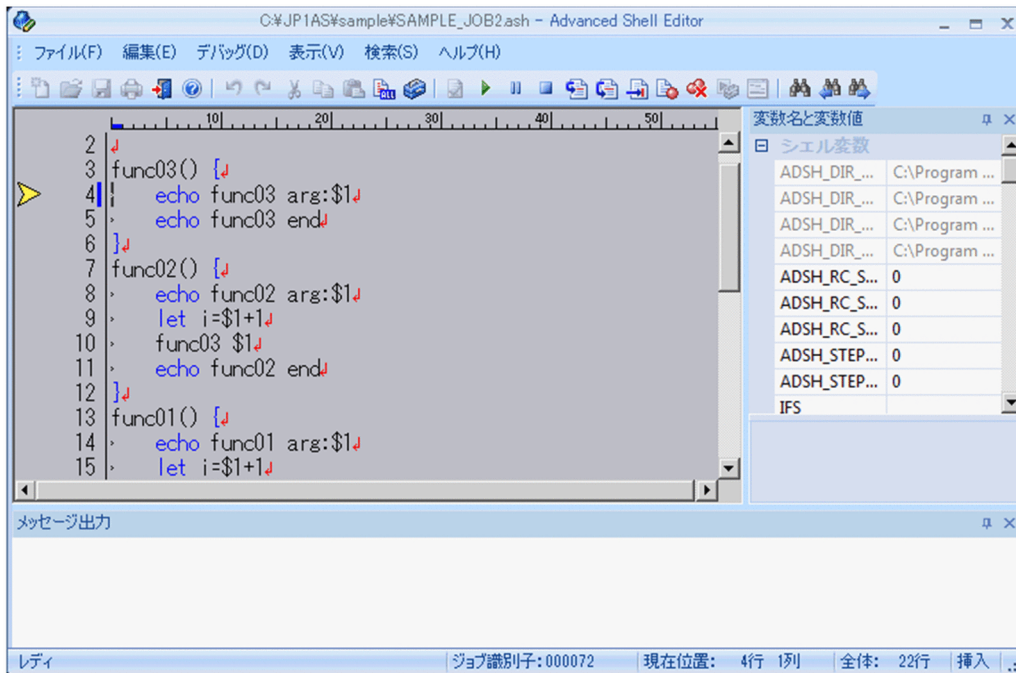 C:¥JP1AS¥sample¥SAMPLE_JOB2.ash - Advanced Shell Editor
ファイル(F) 編集(E) デバッグ(D) 表示(V) 検索(S) ヘルプ(H)
10 20 30 40 50
2
3 func03() {
4 echo func03 arg:$1
5 echo func03 end
6 }
7 func02() {
8 echo func02 arg:$1
9 let i=$1+1
10 func03 $1
11 echo func02 end
12 }
13 func01() {
14 echo func01 arg:$1
15 let i=$1+1
変数名と変数値
シェル変数
ADSH_DIR_... C:\Program ...
ADSH_DIR_... C:\Program ...
ADSH_DIR_... C:\Program ...
ADSH_DIR_... C:\Program ...
ADSH_RC_S... 0
ADSH_RC_S... 0
ADSH_RC_S... 0
ADSH_STEP... 0
ADSH_STEP... 0
IFS
メッセージ出力
レディ ジョブ識別子:000072 現在位置: 4行 1列 全体: 22行 挿入